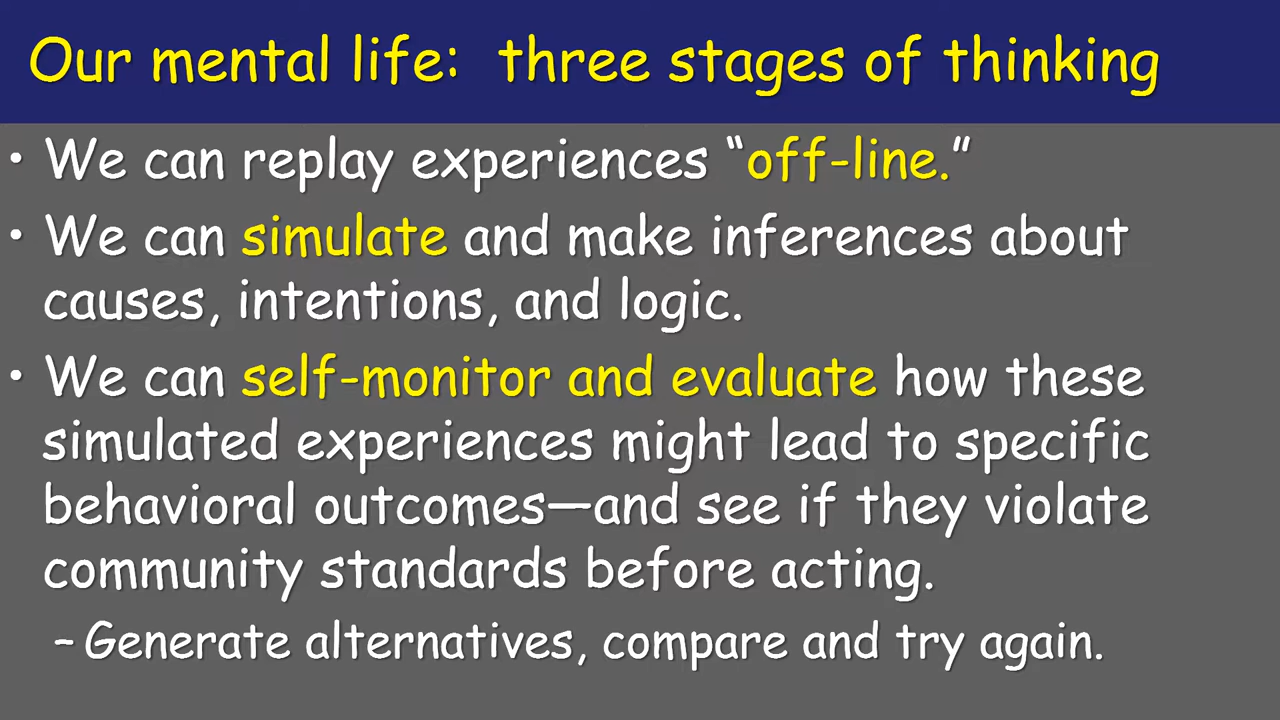 Our mental life: three stages of thinking
• We can replay experiences “off-line.”
• We can simulate and make inferences about
causes, intentions, and logic.
• We can self-monitor and evaluate how these
simulated experiences might lead to specific
behavioral outcomes—and see if they violate
community standards before acting.
– Generate alternatives, compare and try again.